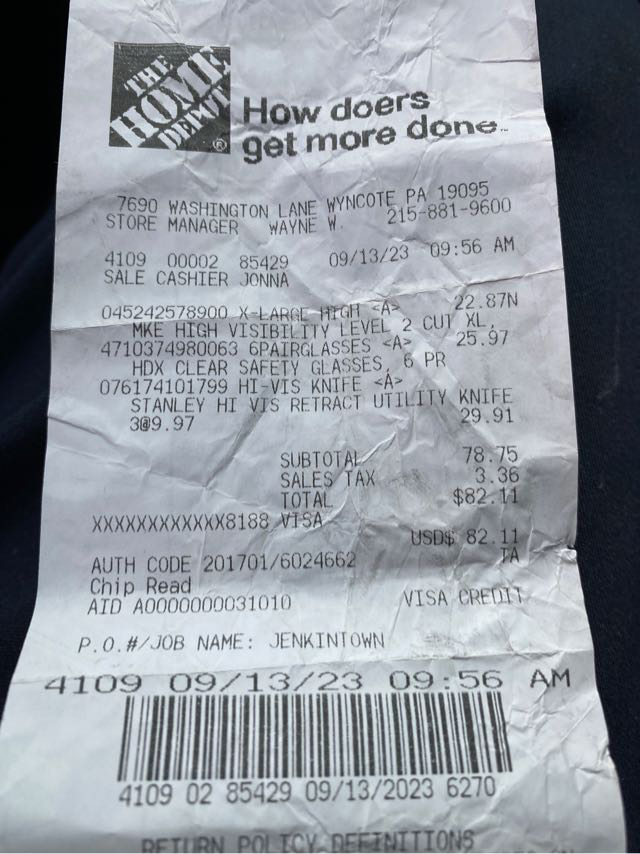 THE
HOME
DEPOT
®
How doers
get more done™
7690 WASHINGTON LANE WYNCOTE PA 19095
STORE MANAGER WAYNE W. 215-881-9600
4109 00002 85429 09/13/23 09:56 AM
SALE CASHIER JONNA
045242578900 X-LARGE HIGH <A> 22.87N
MKE HIGH VISIBILITY LEVEL 2 CUT XL,
4710374980063 6PAIRGLASSES <A> 25.97
HDX CLEAR SAFETY GLASSES, 6 PR
076174101799 HI-VIS KNIFE <A>
STANLEY HI VIS RETRACT UTILITY KNIFE
3@9.97 29.91
SUBTOTAL 78.75
SALES TAX 3.36
TOTAL $82.11
XXXXXXXXXXXX8188 VISA
USD$ 82.11
AUTH CODE 201701/6024662 TA
Chip Read
AID A0000000031010 VISA CREDIT
P.O.#/JOB NAME: JENKINTOWN
4109 09/13/23 09:56 AM
4109 02 85429 09/13/2023 6270
RETURN POLICY DEFINITIONS